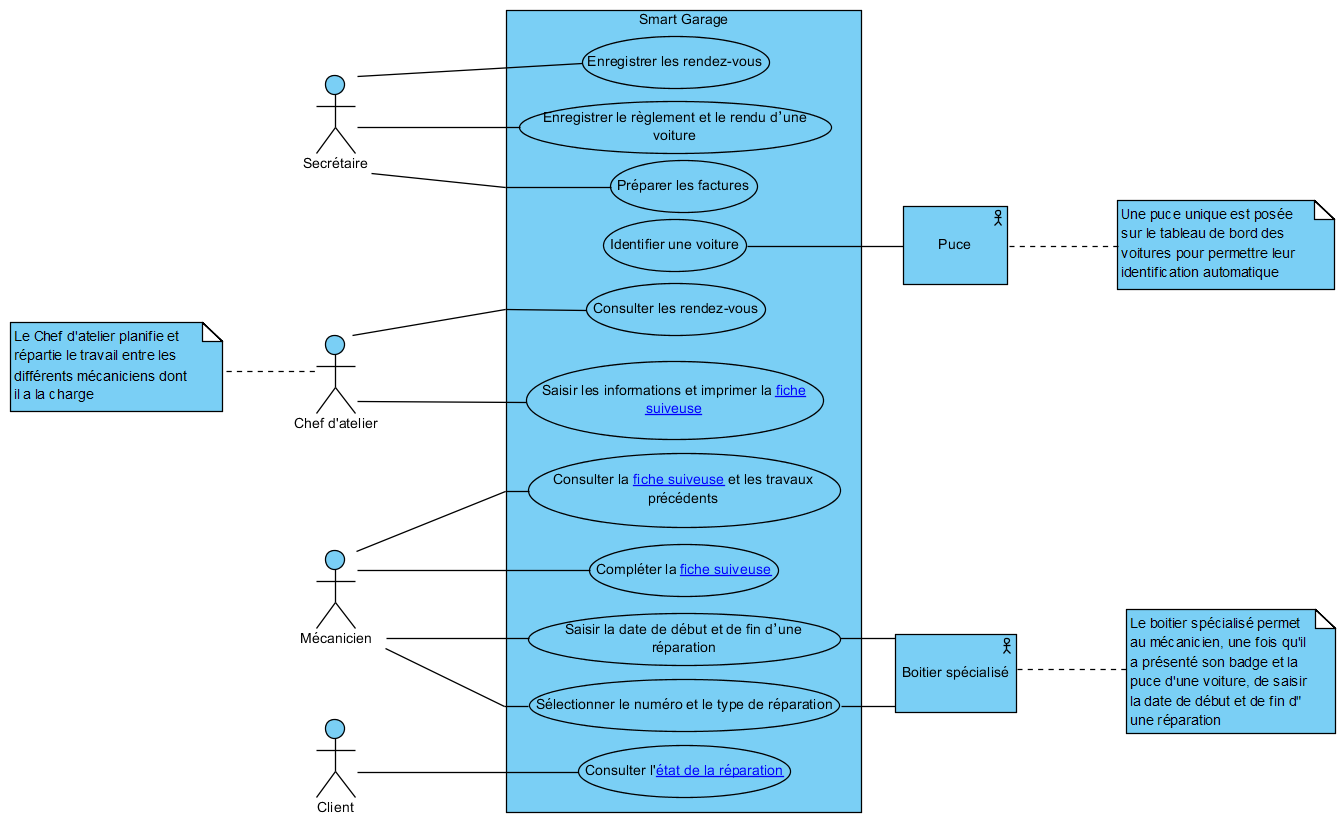 Smart Garage
Enregistrer les rendez-vous
Enregistrer le règlement et le rendu d’une
voiture
Secrétaire
Préparer les factures
Identifier une voiture
Puce
Une puce unique est posée
sur le tableau de bord des
voitures pour permettre leur
identification automatique
Consulter les rendez-vous
Le Chef d'atelier planifie et
répartie le travail entre les
différents mécaniciens dont
il a la charge
Chef d'atelier
Saisir les informations et imprimer la fiche
suiveuse
Consulter la fiche suiveuse et les travaux
précédents
Compléter la fiche suiveuse
Mécanicien
Saisir la date de début et de fin d’une
réparation
Sélectionner le numéro et le type de réparation
Boitier spécialisé
Le boitier spécialisé permet
au mécanicien, une fois qu'il
a présenté son badge et la
puce d'une voiture, de saisir
la date de début et de fin d"
une réparation
Consulter l'état de la réparation
Client